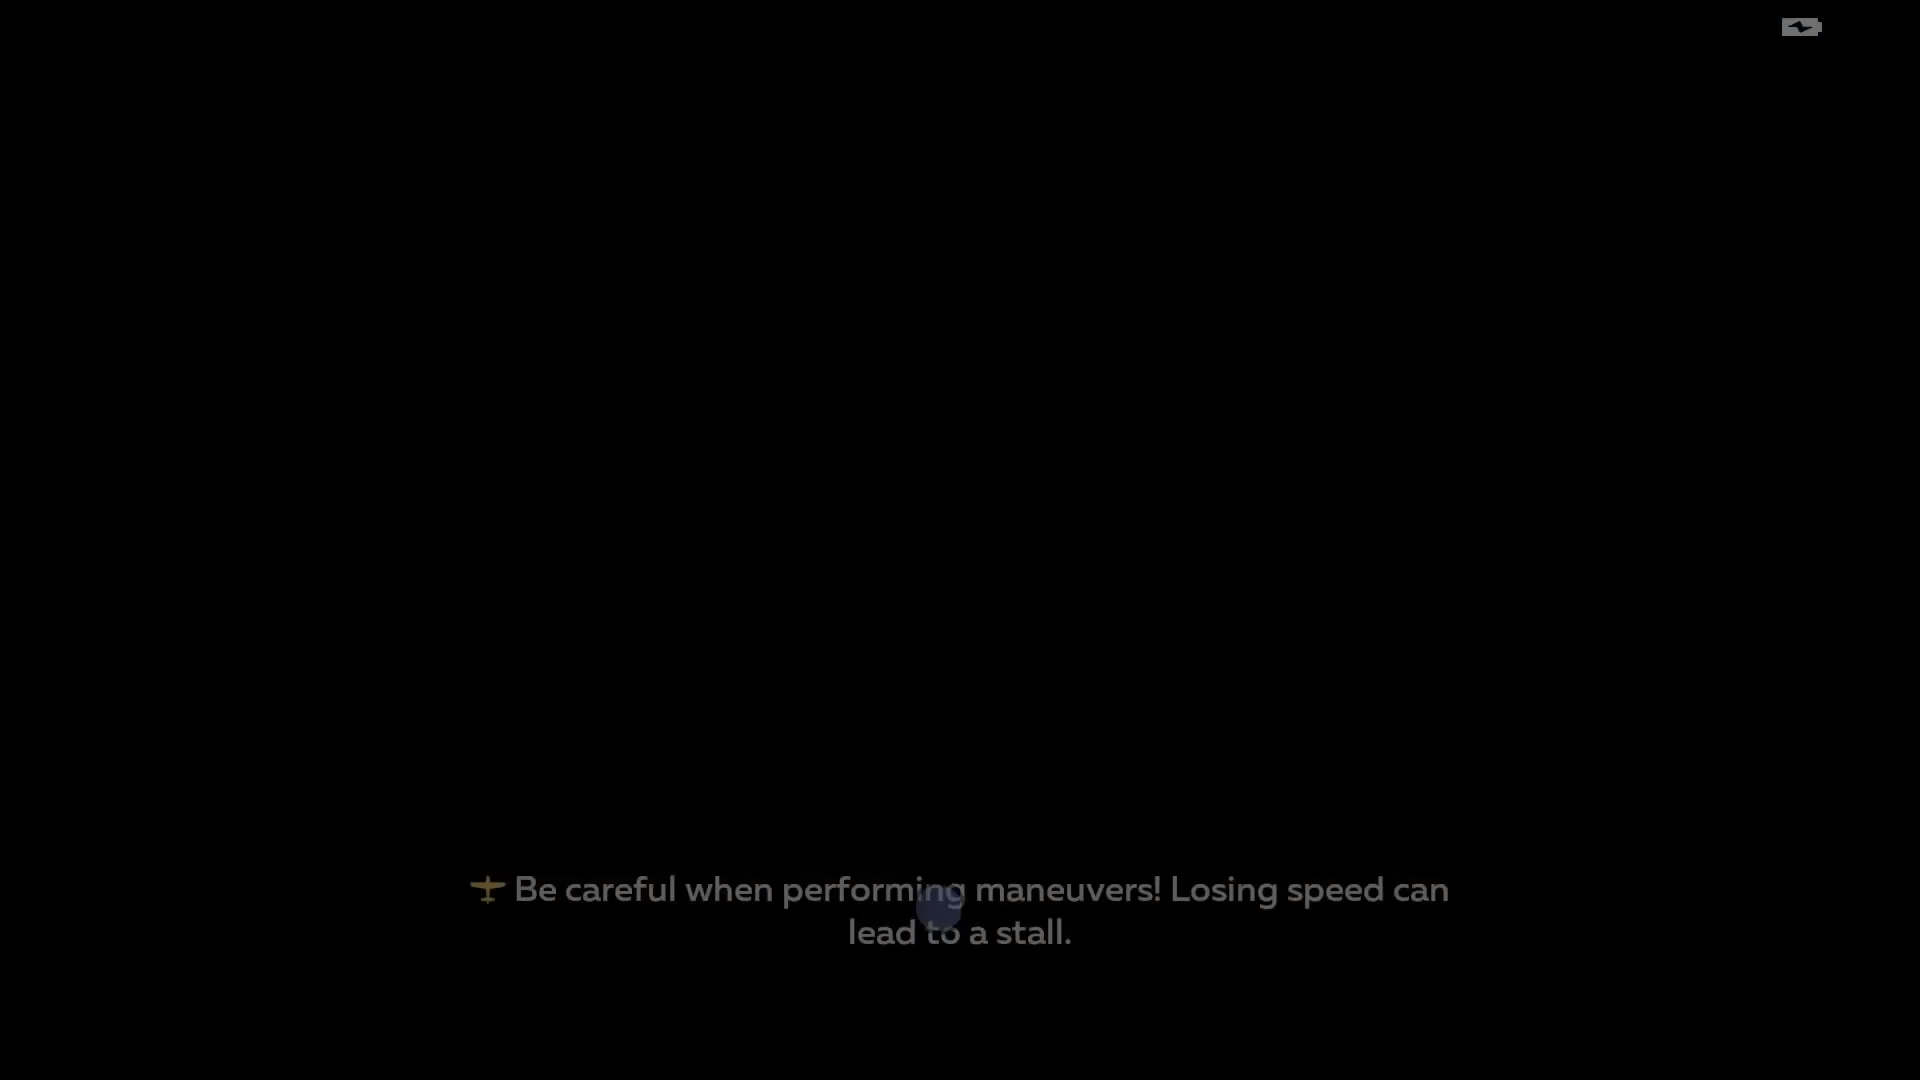 Be careful when performing maneuvers! Losing speed can
lead to a stall.